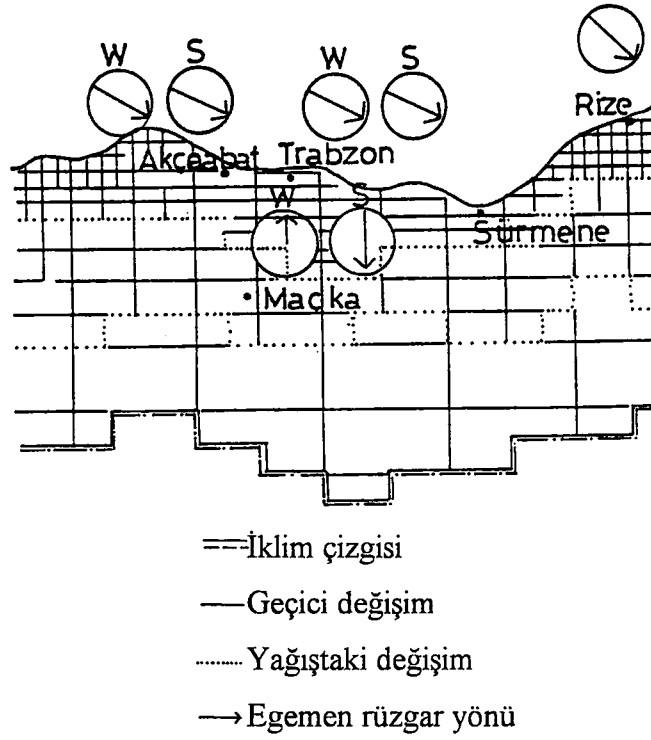 W S W S
Rize
Akçaabat Trabzon
W S
Sürmene
Maçka
İklim çizgisi
Geçici değişim
Yağıştaki değişim
Egemen rüzgar yönü